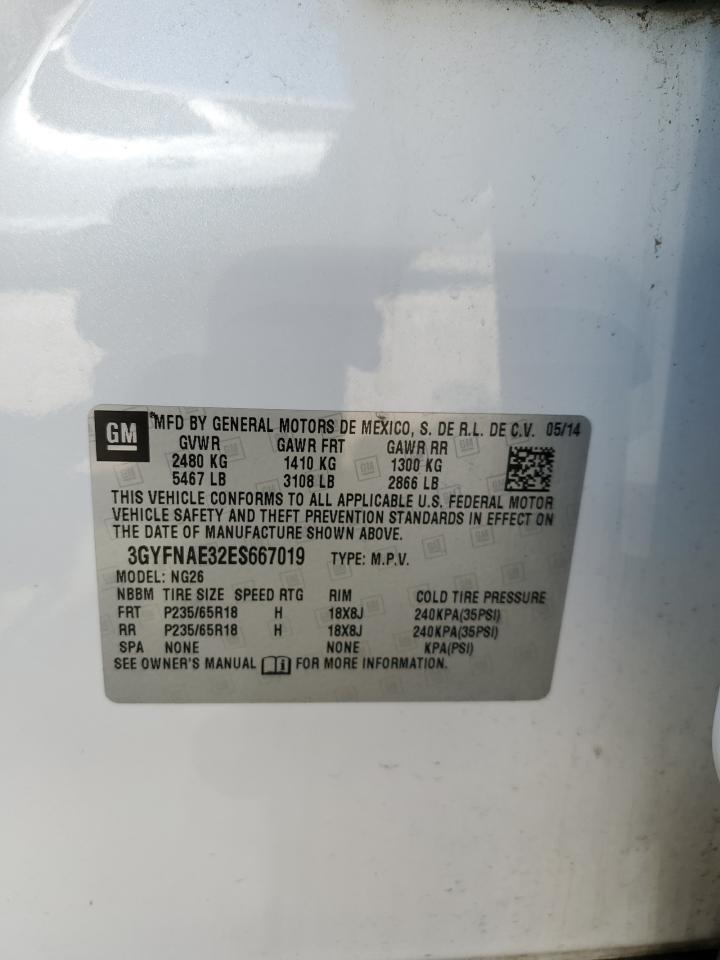 GM
MFD BY GENERAL MOTORS DE MEXICO, S. DE R.L. DE C.V. 05/14
GVWR GAWR FRT GAWR RR
2480 KG 1410 KG 1300 KG
5467 LB 3108 LB 2866 LB
THIS VEHICLE CONFORMS TO ALL APPLICABLE U.S. FEDERAL MOTOR
VEHICLE SAFETY AND THEFT PREVENTION STANDARDS IN EFFECT ON
THE DATE OF MANUFACTURE SHOWN ABOVE.
3GYFNAE32ES667019 TYPE: M.P.V.
MODEL: NG26
NBBM TIRE SIZE SPEED RTG RIM COLD TIRE PRESSURE
FRT P235/65R18 H 18X8J 240KPA(35PSI)
RR P235/65R18 H 18X8J 240KPA(35PSI)
SPA NONE NONE KPA(PSI)
SEE OWNER'S MANUAL FOR MORE INFORMATION.